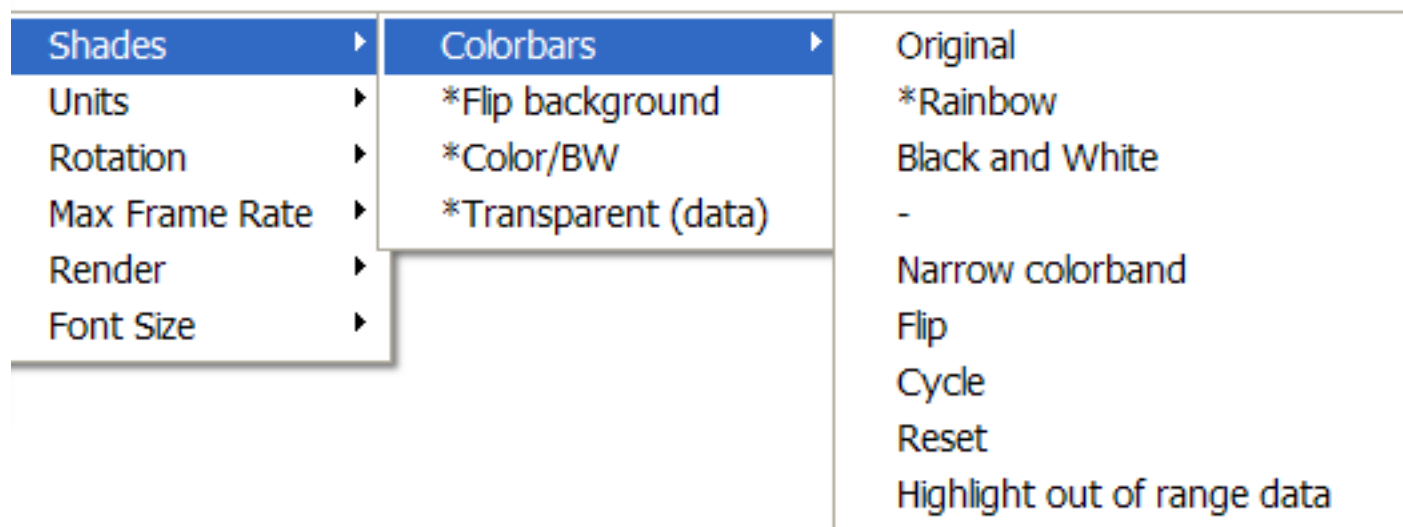 Shades
Units
Rotation
Max Frame Rate
Render
Font Size
Colorbars
*Flip background
*Color/BW
*Transparent (data)
Original
*Rainbow
Black and White
-
Narrow colorband
Flip
Cycle
Reset
Highlight out of range data